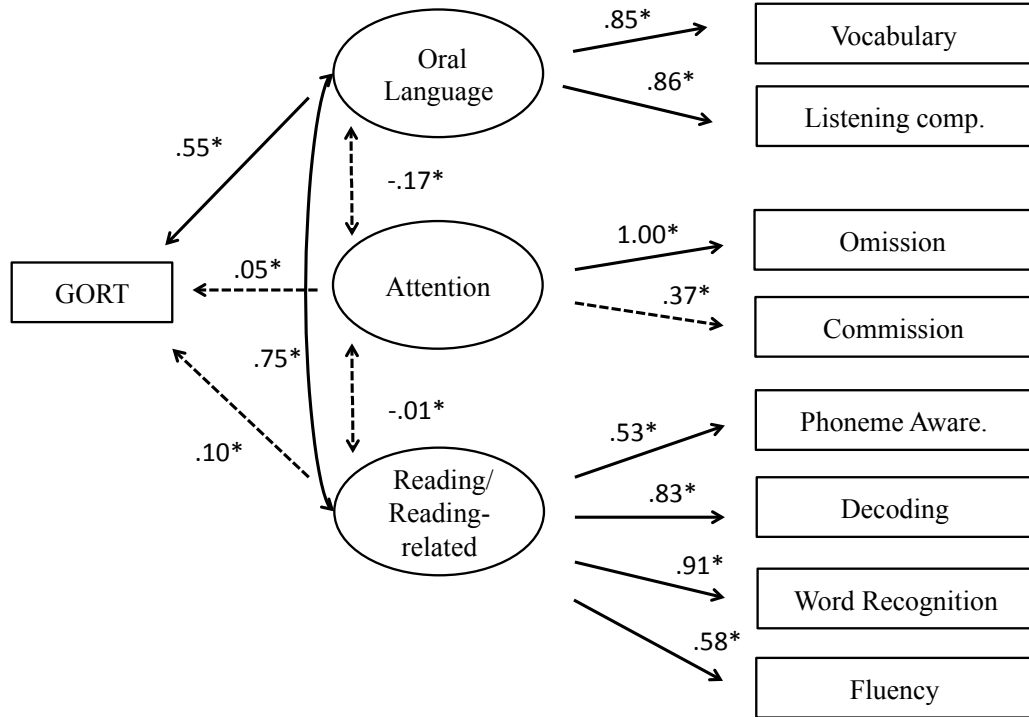 .85*
Vocabulary
Oral
Language
.86*
Listening comp.
.55*
-.17*
1.00*
Omission
.05*
GORT
Attention
.37*
Commission
.75*
-.01*
.53*
Phoneme Aware.
.10*
Reading/
Reading-
related
.83*
Decoding
.91*
Word Recognition
.58*
Fluency